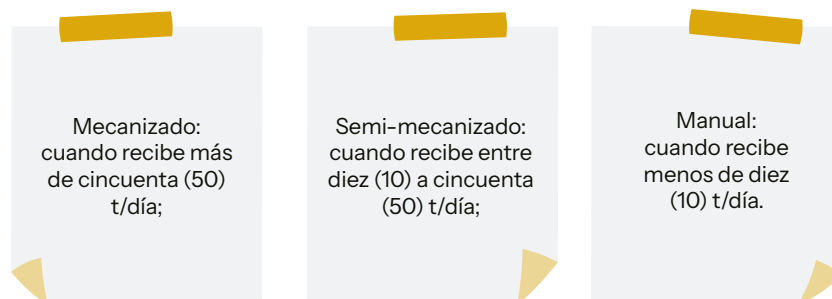 Mecanizado:
cuando recibe más
de cincuenta (50)
t/día;
Semi-mecanizado:
cuando recibe entre
diez (10) a cincuenta
(50) t/día;
Manual:
cuando recibe
menos de diez
(10) t/día.